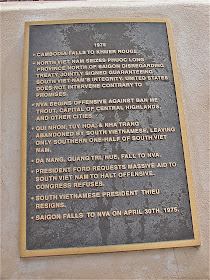 1975
• CAMBODIA FALLS TO KHMER ROUGE.
• NORTH VIET NAM SEIZES PHUOC LONG
PROVINCE NORTH OF SAIGON DISREGARDING
TREATY, JOINTLY SIGNED GUARANTEEING
SOUTH VIET NAM'S INTEGRITY. UNITED STATES
DOES NOT INTERVENE CONTRARY TO
PROMISES.
• NVA BEGINS OFFENSIVE AGAINST BAN ME
THOUT, CAPITOL OF CENTRAL HIGHLANDS,
AND OTHER CITIES.
• QUI NHON, TUY HOA, & NHA TRANG
ABANDONED BY SOUTH VIETNAMESE, LEAVING
ONLY SOUTHERN ONE-HALF OF SOUTH VIET
NAM.
• DA NANG, QUANG TRI, HUE, FALL TO NVA.
• PRESIDENT FORD REQUESTS MASSIVE AID TO
SOUTH VIET NAM TO HALT OFFENSIVE.
CONGRESS REFUSES.
• SOUTH VIETNAMESE PRESIDENT THIEU
RESIGNS.
• SAIGON FALLS TO NVA ON APRIL 30TH, 1975.